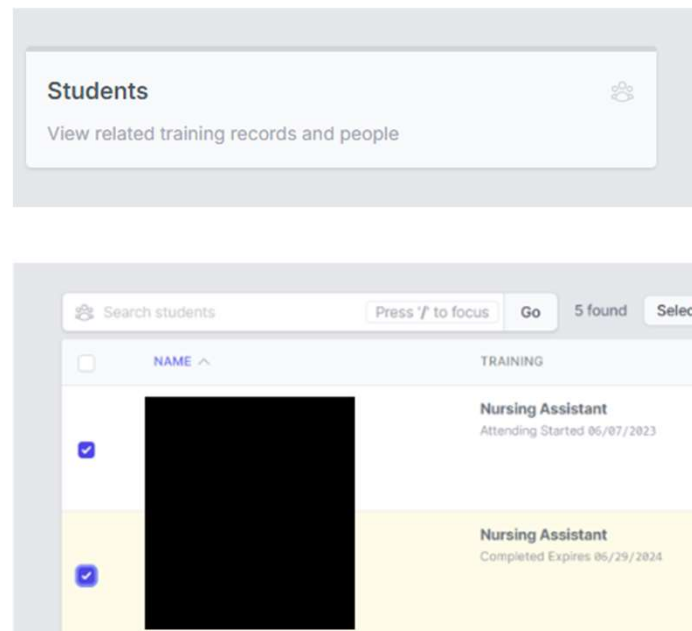 Students
View related training records and people
Search students Press '/' to focus Go 5 found Selec
NAME TRAINING
Nursing Assistant
Attending Started 06/07/2023
Nursing Assistant
Completed Expires 06/29/2024